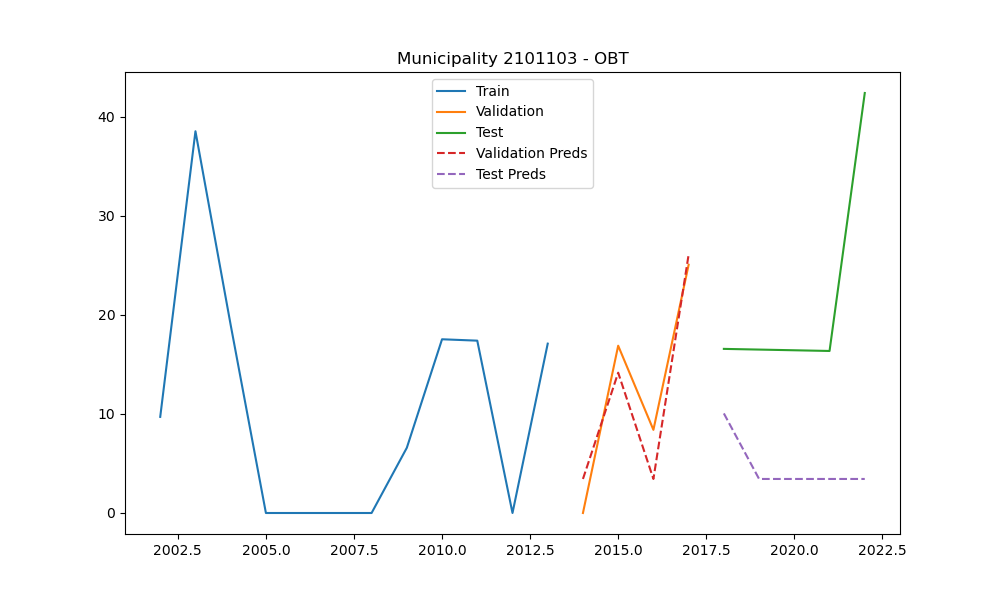 Municipality 2101103 - OBT
Train
Validation
Test
Validation Preds
Test Preds
40
30
20
10
0
2002.5 2005.0 2007.5 2010.0 2012.5 2015.0 2017.5 2020.0 2022.5